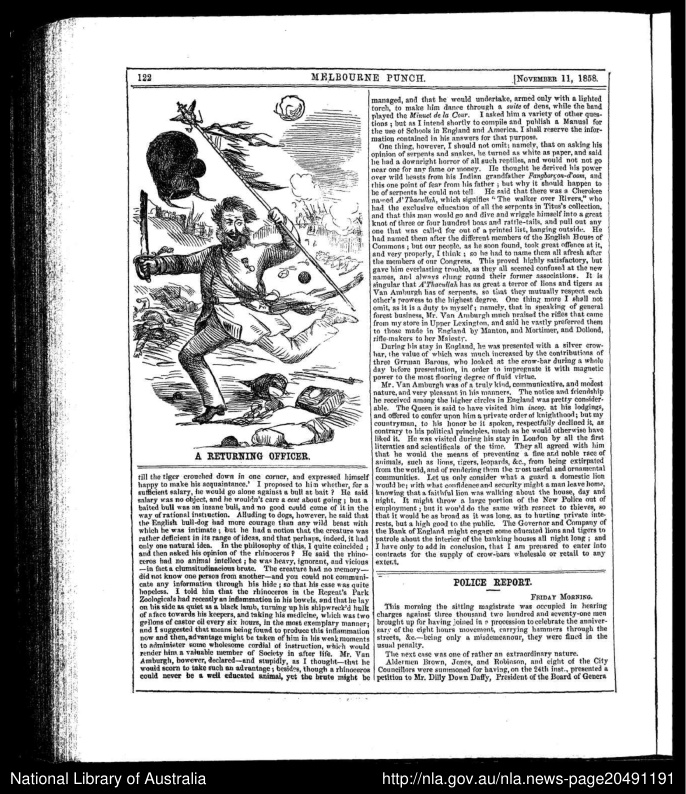 122
MELBOURNE PUNCH.
[NOVEMBER 11, 1858.
A RETURNING OFFICER.
till the tiger crouched down in one corner, and expressed himself
happy to make his acquaintance." I proposed to him whether, for a
sufficient salary, he would go alone against a bull at bait? He said
salary was no object, and he wouldn't care a cent about going; but a
baited bull was an insane bull, and no good could come of it in the
way of rational instruction. Alluding to dogs, however, he said that
the English bull-dog had more courage than any wild beast with
which he was intimate; but he had a notion that the creature was
rather deficient in its range of ideas, and that perhaps, indeed, it had
only one natural idea. In the philosophy of this, I quite coincided;
and then asked his opinion of the rhinoceros? He said the rhino-
ceros had no animal intellect; he was heavy, ignorant, and vicious
—in fact a clumsitudinous brute. The creature had no memory—
did not know one person from another—and you could not communi-
cate any information through his hide; so that his case was quite
hopeless. I told him that the rhinoceros in the Regent's Park
Zoologicals had recently an inflammation in his bowels, and that he lay
on his side as quiet as a black lamb, turning up his shipwreck'd hulk
of a face towards his keepers, and taking his medicine, which was two
gallons of castor oil every six hours, in the most exemplary manner;
and I suggested that means being found to produce this inflammation
now and then, advantage might be taken of him in his weak moments
to administer some wholesome cordial of instruction, which would
render him a valuable member of Society in after life. Mr. Van
Amburgh, however, declared—and stupidly, as I thought—that he
would scorn to take such an advantage; besides, though a rhinoceros
could never be a well educated animal, yet the brute might be
managed, and that he would undertake, armed only with a lighted
torch, to make him dance through a suite of dens, while the band
played the Minuet de la Cour. I asked him a variety of other ques-
tions; but as I intend shortly to compile and publish a Manual for
the use of Schools in England and America, I shall reserve the infor-
mation contained in his answers for that purpose.
One thing, however, I should not omit; namely, that on asking his
opinion of serpents and snakes, he turned as white as paper, and said
he had a downright horror of all such reptiles, and would not go
near one for any fame or money. He thought he derived his power
over wild beasts from his Indian grandfather and
this one point of fear from his father; but why it should happen to
be of serpents he could not tell. He said that there was a Cherokee
named A'Thacullah, which signifies "The walker over Rivers," who
had the exclusive education of all the serpents in Titus's collection,
and that this man would go and dive and wriggle himself into a great
knot of three or four hundred boas and rattle-tails, and pull out any
one that was called for out of a printed list, hanging outside. He
had named them after the different members of the English House of
Commons; but our people, as he soon found, took great offence at it,
and very properly, I think; so he had to name them all afresh after
the members of our Congress. This proved highly satisfactory, but
gave him everlasting trouble, as they all seemed confused at the new
names, and always clung round their former associations. It is
singular that A'Thacullah has as great a terror of lions and tigers as
Van Amburgh has of serpents, so that they mutually respect each
other's prowess to the highest degree. One thing more I shall not
omit, as it is a duty to myself; namely, that in speaking of general
forest business, Mr. Van Amburgh much praised the rifles that came
from my store in Upper Lexington, and said he vastly preferred them
to those made in England by Manton, and Mortimer, and Dollond,
rifle-makers to her Majesty.
During his stay in England, he was presented with a silver crow-
bar, the value of which was much increased by the contributions of
three German Barons, who looked at the crow-bar during a whole
day before presentation, in order to impregnate it with magnetic
power to the most flooring degree of fluid virtue.
Mr. Van Amburgh was of a truly kind, communicative, and modest
nature, and very pleasant in his manners. The notice and friendship
he received among the higher circles in England was pretty consider-
able. The Queen is said to have visited him incog. at his lodgings,
and offered to confer upon him a private order of knighthood; but my
countryman, to his honor be it spoken, respectfully declined it, as
contrary to his political principles, much as he would otherwise have
liked it. He was visited during his stay in London by all the first
literaties and scientificals of the time. They all agreed with him
that he would be the means of preventing a fine and noble race of
animals, such as lions, tigers, leopards, &c., from being extirpated
from the world, and of rendering them the most useful and ornamental
communities. Let us only consider what a guard a domestic lion
would be; with what confidence and security might a man leave home,
knowing that a faithful lion was walking about the house, day and
night. It might throw a large portion of the New Police out of
employment; but it would do the same with respect to thieves, so
that it would be as broad as it was long, as to hurting private inte-
rests, but a high good to the public. The Governor and Company of
the Bank of England might engage some educated lions and tigers to
patrole about the interior of the banking houses all night long; and
I have only to add in conclusion, that I am prepared to enter into
contracts for the supply of crow-bars wholesale or retail to any
extent.
POLICE REPORT.
FRIDAY MORNING.
This morning the sitting magistrate was occupied in hearing
charges against three thousand two hundred and seventy-one men
brought up for having joined in a procession to celebrate the anniver-
sary of the eight hours movement, carrying hammers through the
streets, &c.—being only a misdemeanour, they were fined in the
usual penalty.
The next case was one of rather an extraordinary nature.
Aldermen Brown, Jones, and Robinson, and eight of the City
Councillors were summoned for having, on the 24th inst., presented a
petition to Mr. Dilly Down Daffy, President of the Board of Genera
National Library of Australia
http://nla.gov.au/nla.news-page20491191